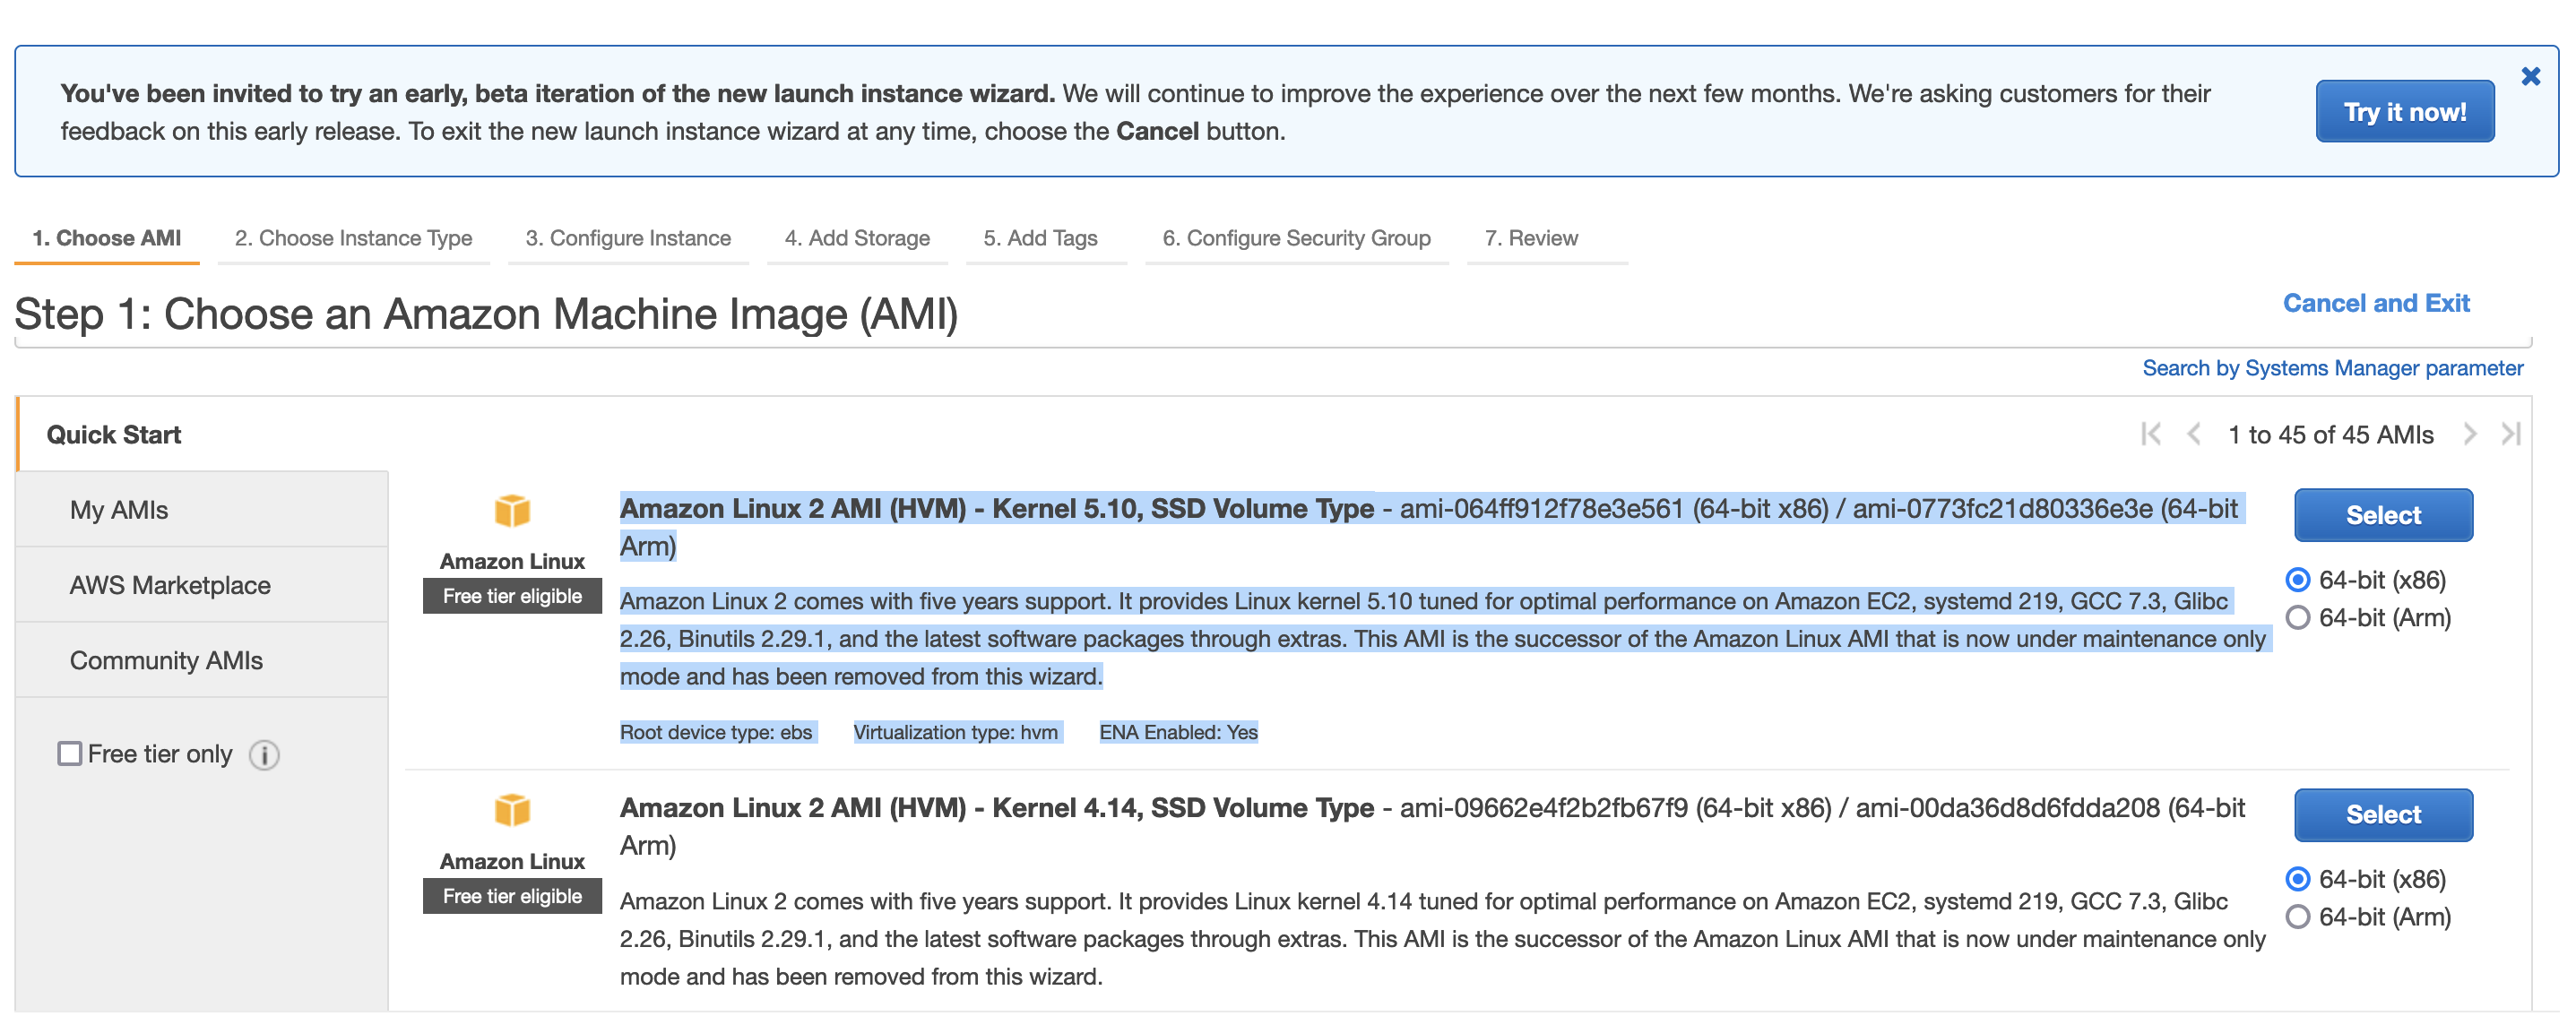 You've been invited to try an early, beta iteration of the new launch instance wizard. We will continue to improve the experience over the next few months. We're asking customers for their
feedback on this early release. To exit the new launch instance wizard at any time, choose the Cancel button.
Try it now!
1. Choose AMI
2. Choose Instance Type
3. Configure Instance
4. Add Storage
5. Add Tags
6. Configure Security Group
7. Review
Step 1: Choose an Amazon Machine Image (AMI)
Cancel and Exit
Search by Systems Manager parameter
Quick Start
1 to 45 of 45 AMIs
My AMIs
AWS Marketplace
Community AMIs
Free tier only
Amazon Linux
Free tier eligible
Amazon Linux 2 AMI (HVM) - Kernel 5.10, SSD Volume Type - ami-064ff912f78e3e561 (64-bit x86) / ami-0773fc21d80336e3e (64-bit
Arm)
Amazon Linux 2 comes with five years support. It provides Linux kernel 5.10 tuned for optimal performance on Amazon EC2, systemd 219, GCC 7.3, Glibc
2.26, Binutils 2.29.1, and the latest software packages through extras. This AMI is the successor of the Amazon Linux AMI that is now under maintenance only
mode and has been removed from this wizard.
Root device type: ebs
Virtualization type: hvm
ENA Enabled: Yes
Select
64-bit (x86)
64-bit (Arm)
Amazon Linux
Free tier eligible
Amazon Linux 2 AMI (HVM) - Kernel 4.14, SSD Volume Type - ami-09662e4f2b2fb67f9 (64-bit x86) / ami-00da36d8d6fdda208 (64-bit
Arm)
Amazon Linux 2 comes with five years support. It provides Linux kernel 4.14 tuned for optimal performance on Amazon EC2, systemd 219, GCC 7.3, Glibc
2.26, Binutils 2.29.1, and the latest software packages through extras. This AMI is the successor of the Amazon Linux AMI that is now under maintenance only
mode and has been removed from this wizard.
Select
64-bit (x86)
64-bit (Arm)